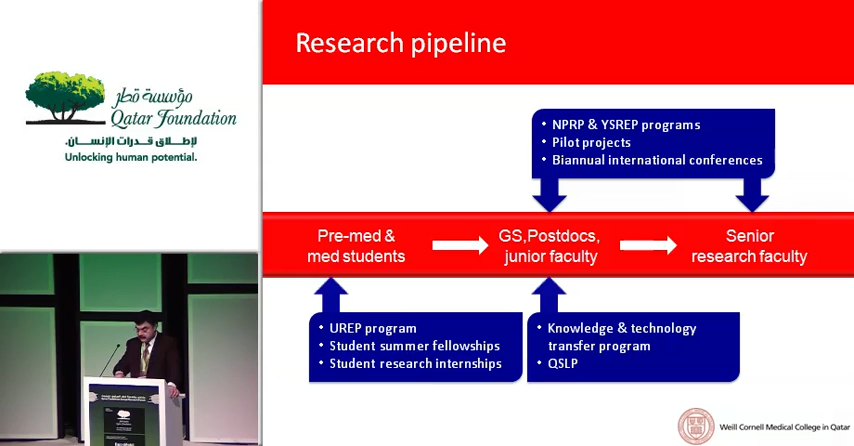 مؤسسة قطر
Qatar Foundation
لإطلاق قدرات الإنسان.
Unlocking human potential.
Research pipeline
• NPRP & YSREP programs
• Pilot projects
• Biannual international conferences
Pre-med &
med students
GS,Postdocs,
junior faculty
Senior
research faculty
• UREP program
• Student summer fellowships
• Student research internships
• Knowledge & technology
transfer program
• QSLP
Weill Cornell Medical College in Qatar